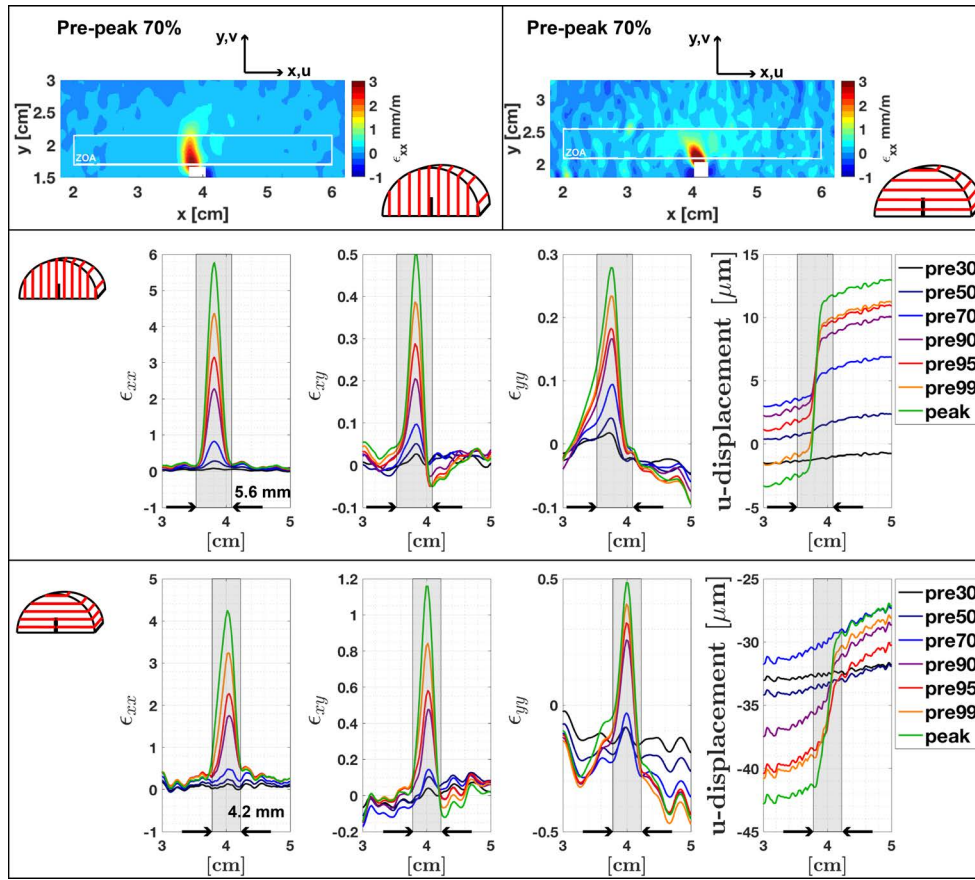 Pre-peak 70%
y,v
x,u
3
2.5
2
1.5
y [cm]
ZOA
2
3
4
5
6
x [cm]
3
2
1
0
-1
ϵxx mm/m
Pre-peak 70%
y,v
x,u
3
2.5
2
y [cm]
ZOA
2
3
4
5
6
x [cm]
3
2
1
0
-1
ϵxx mm/m
6
5
4
3
2
1
0
-1
ϵxx
5.6 mm
3
4
5
[cm]
0.5
0.4
0.3
0.2
0.1
0
-0.1
ϵxy
3
4
5
[cm]
0.3
0.2
0.1
0
-0.1
ϵyy
3
4
5
[cm]
15
10
5
0
-5
u-displacement [μm]
3
4
5
[cm]
pre30
pre50
pre70
pre90
pre95
pre99
peak
5
4
3
2
1
0
-1
ϵxx
4.2 mm
3
4
5
[cm]
1.2
1
0.8
0.6
0.4
0.2
0
-0.2
ϵxy
3
4
5
[cm]
0.5
0
-0.5
ϵyy
3
4
5
[cm]
-25
-30
-35
-40
-45
u-displacement [μm]
3
4
5
[cm]
pre30
pre50
pre70
pre90
pre95
pre99
peak